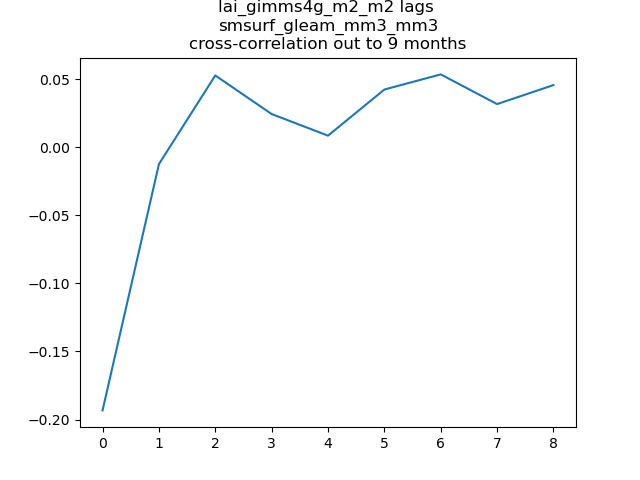 lai_gimms4g_m2_m2 lags
smsurf_gleam_mm3_mm3
cross-correlation out to 9 months
0.05
0.00
−0.05
−0.10
−0.15
−0.20
0 1 2 3 4 5 6 7 8